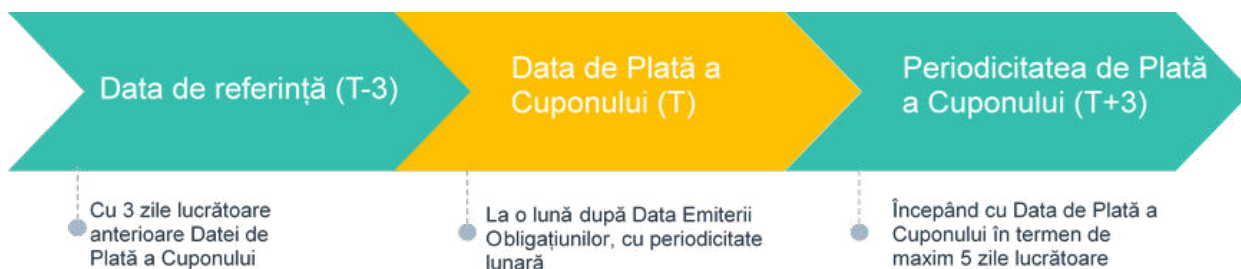 Data de referință (T-3)
Data de Plată a
Cuponului (T)
Periodicitatea de Plată
a Cuponului (T+3)
Cu 3 zile lucrătoare
anterioare Datei de
Plată a Cuponului
La o lună după Data Emiterii
Obligațiunilor, cu periodicitate
lunară
Începând cu Data de Plată a
Cuponului în termen de
maxim 5 zile lucrătoare